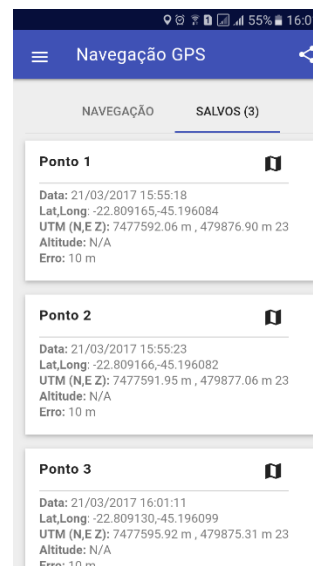 55% 16:0
Navegação GPS
NAVEGAÇÃO SALVOS (3)
Ponto 1
Data: 21/03/2017 15:55:18
Lat,Long: -22.809165,-45.196084
UTM (N,E Z): 7477592.06 m , 479876.90 m 23
Altitude: N/A
Erro: 10 m
Ponto 2
Data: 21/03/2017 15:55:23
Lat,Long: -22.809166,-45.196082
UTM (N,E Z): 7477591.95 m , 479877.06 m 23
Altitude: N/A
Erro: 10 m
Ponto 3
Data: 21/03/2017 16:01:11
Lat,Long: -22.809130,-45.196099
UTM (N,E Z): 7477595.92 m , 479875.31 m 23
Altitude: N/A
Erro: 10 m